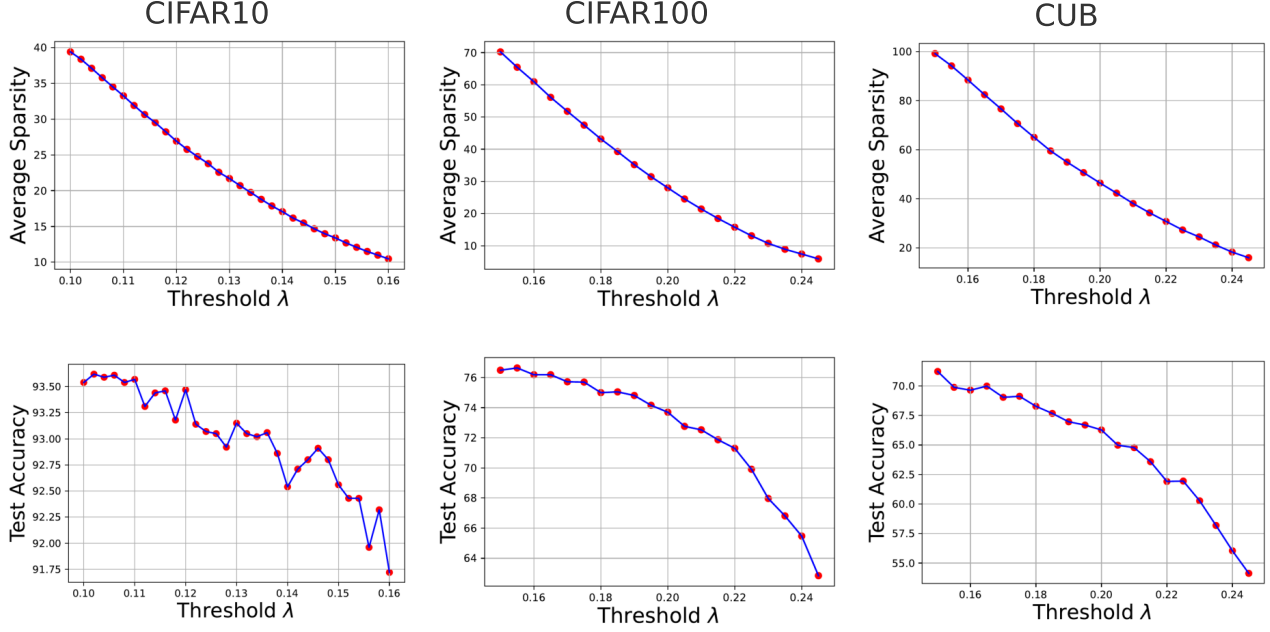 CIFAR10
CIFAR100
CUB
Average Sparsity
40
35
30
25
20
15
10
0.10 0.11 0.12 0.13 0.14 0.15 0.16
Threshold λ
Average Sparsity
70
60
50
40
30
20
10
0.16 0.18 0.20 0.22 0.24
Threshold λ
Average Sparsity
100
80
60
40
20
0.16 0.18 0.20 0.22 0.24
Threshold λ
Test Accuracy
93.50
93.25
93.00
92.75
92.50
92.25
92.00
91.75
0.10 0.11 0.12 0.13 0.14 0.15 0.16
Threshold λ
Test Accuracy
76
74
72
70
68
66
64
0.16 0.18 0.20 0.22 0.24
Threshold λ
Test Accuracy
70.0
67.5
65.0
62.5
60.0
57.5
55.0
0.16 0.18 0.20 0.22 0.24
Threshold λ